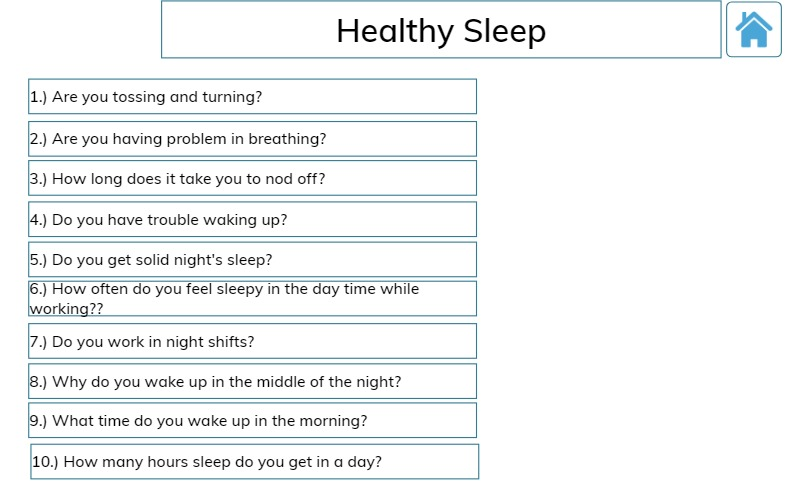 Healthy Sleep
1.) Are you tossing and turning?
2.) Are you having problem in breathing?
3.) How long does it take you to nod off?
4.) Do you have trouble waking up?
5.) Do you get solid night's sleep?
6.) How often do you feel sleepy in the day time while
working??
7.) Do you work in night shifts?
8.) Why do you wake up in the middle of the night?
9.) What time do you wake up in the morning?
10.) How many hours sleep do you get in a day?